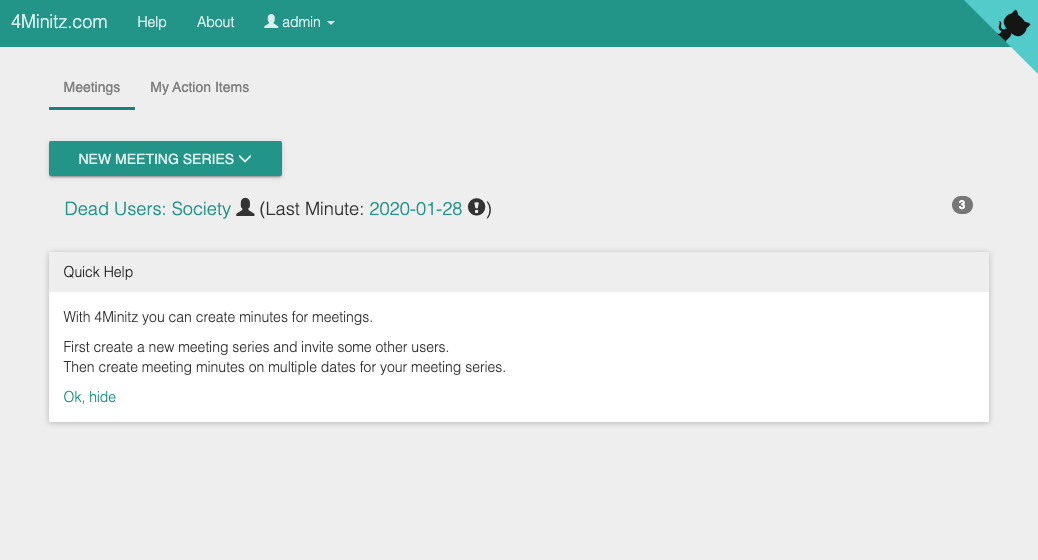 4Minitz.com Help About admin
Meetings My Action Items
NEW MEETING SERIES
Dead Users: Society (Last Minute: 2020-01-28 ) 3
Quick Help
With 4Minitz you can create minutes for meetings.
First create a new meeting series and invite some other users.
Then create meeting minutes on multiple dates for your meeting series.
Ok, hide